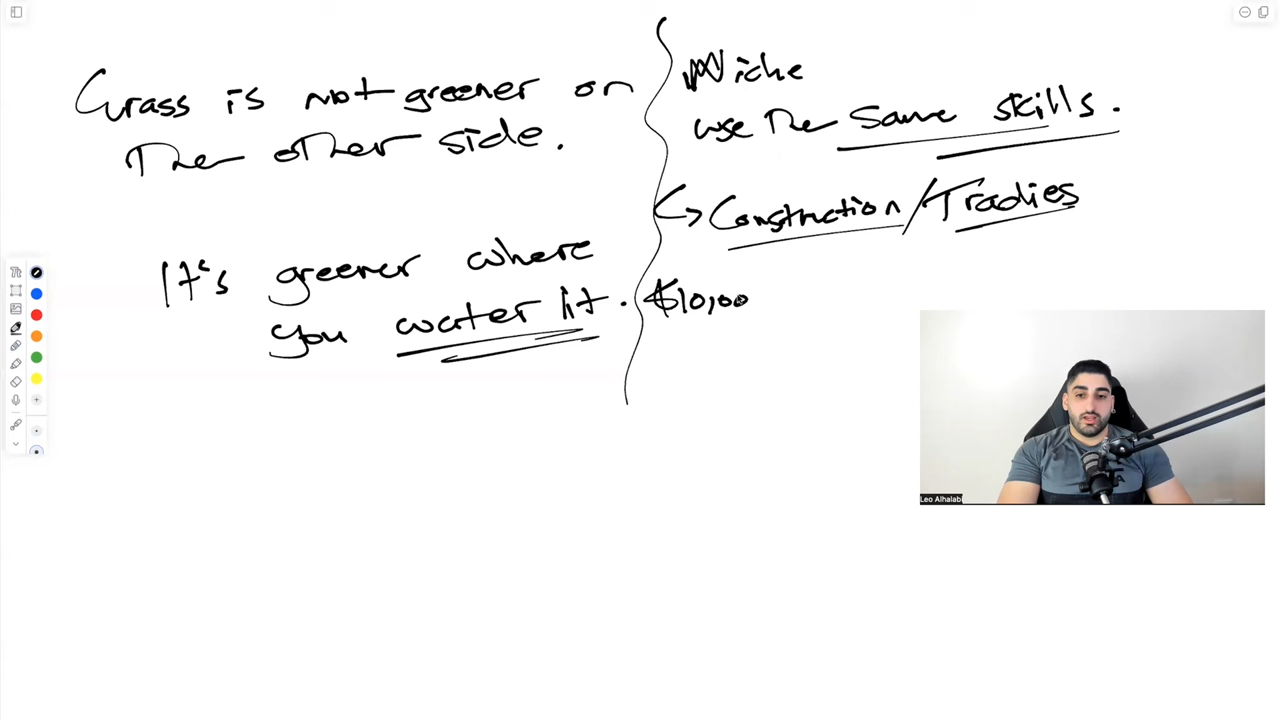 Grass is not greener on
The other side.
It's greener where
you water it.
Niche
use The same skills.
Construction/Tradies
$10,000
Leo Alhalabi